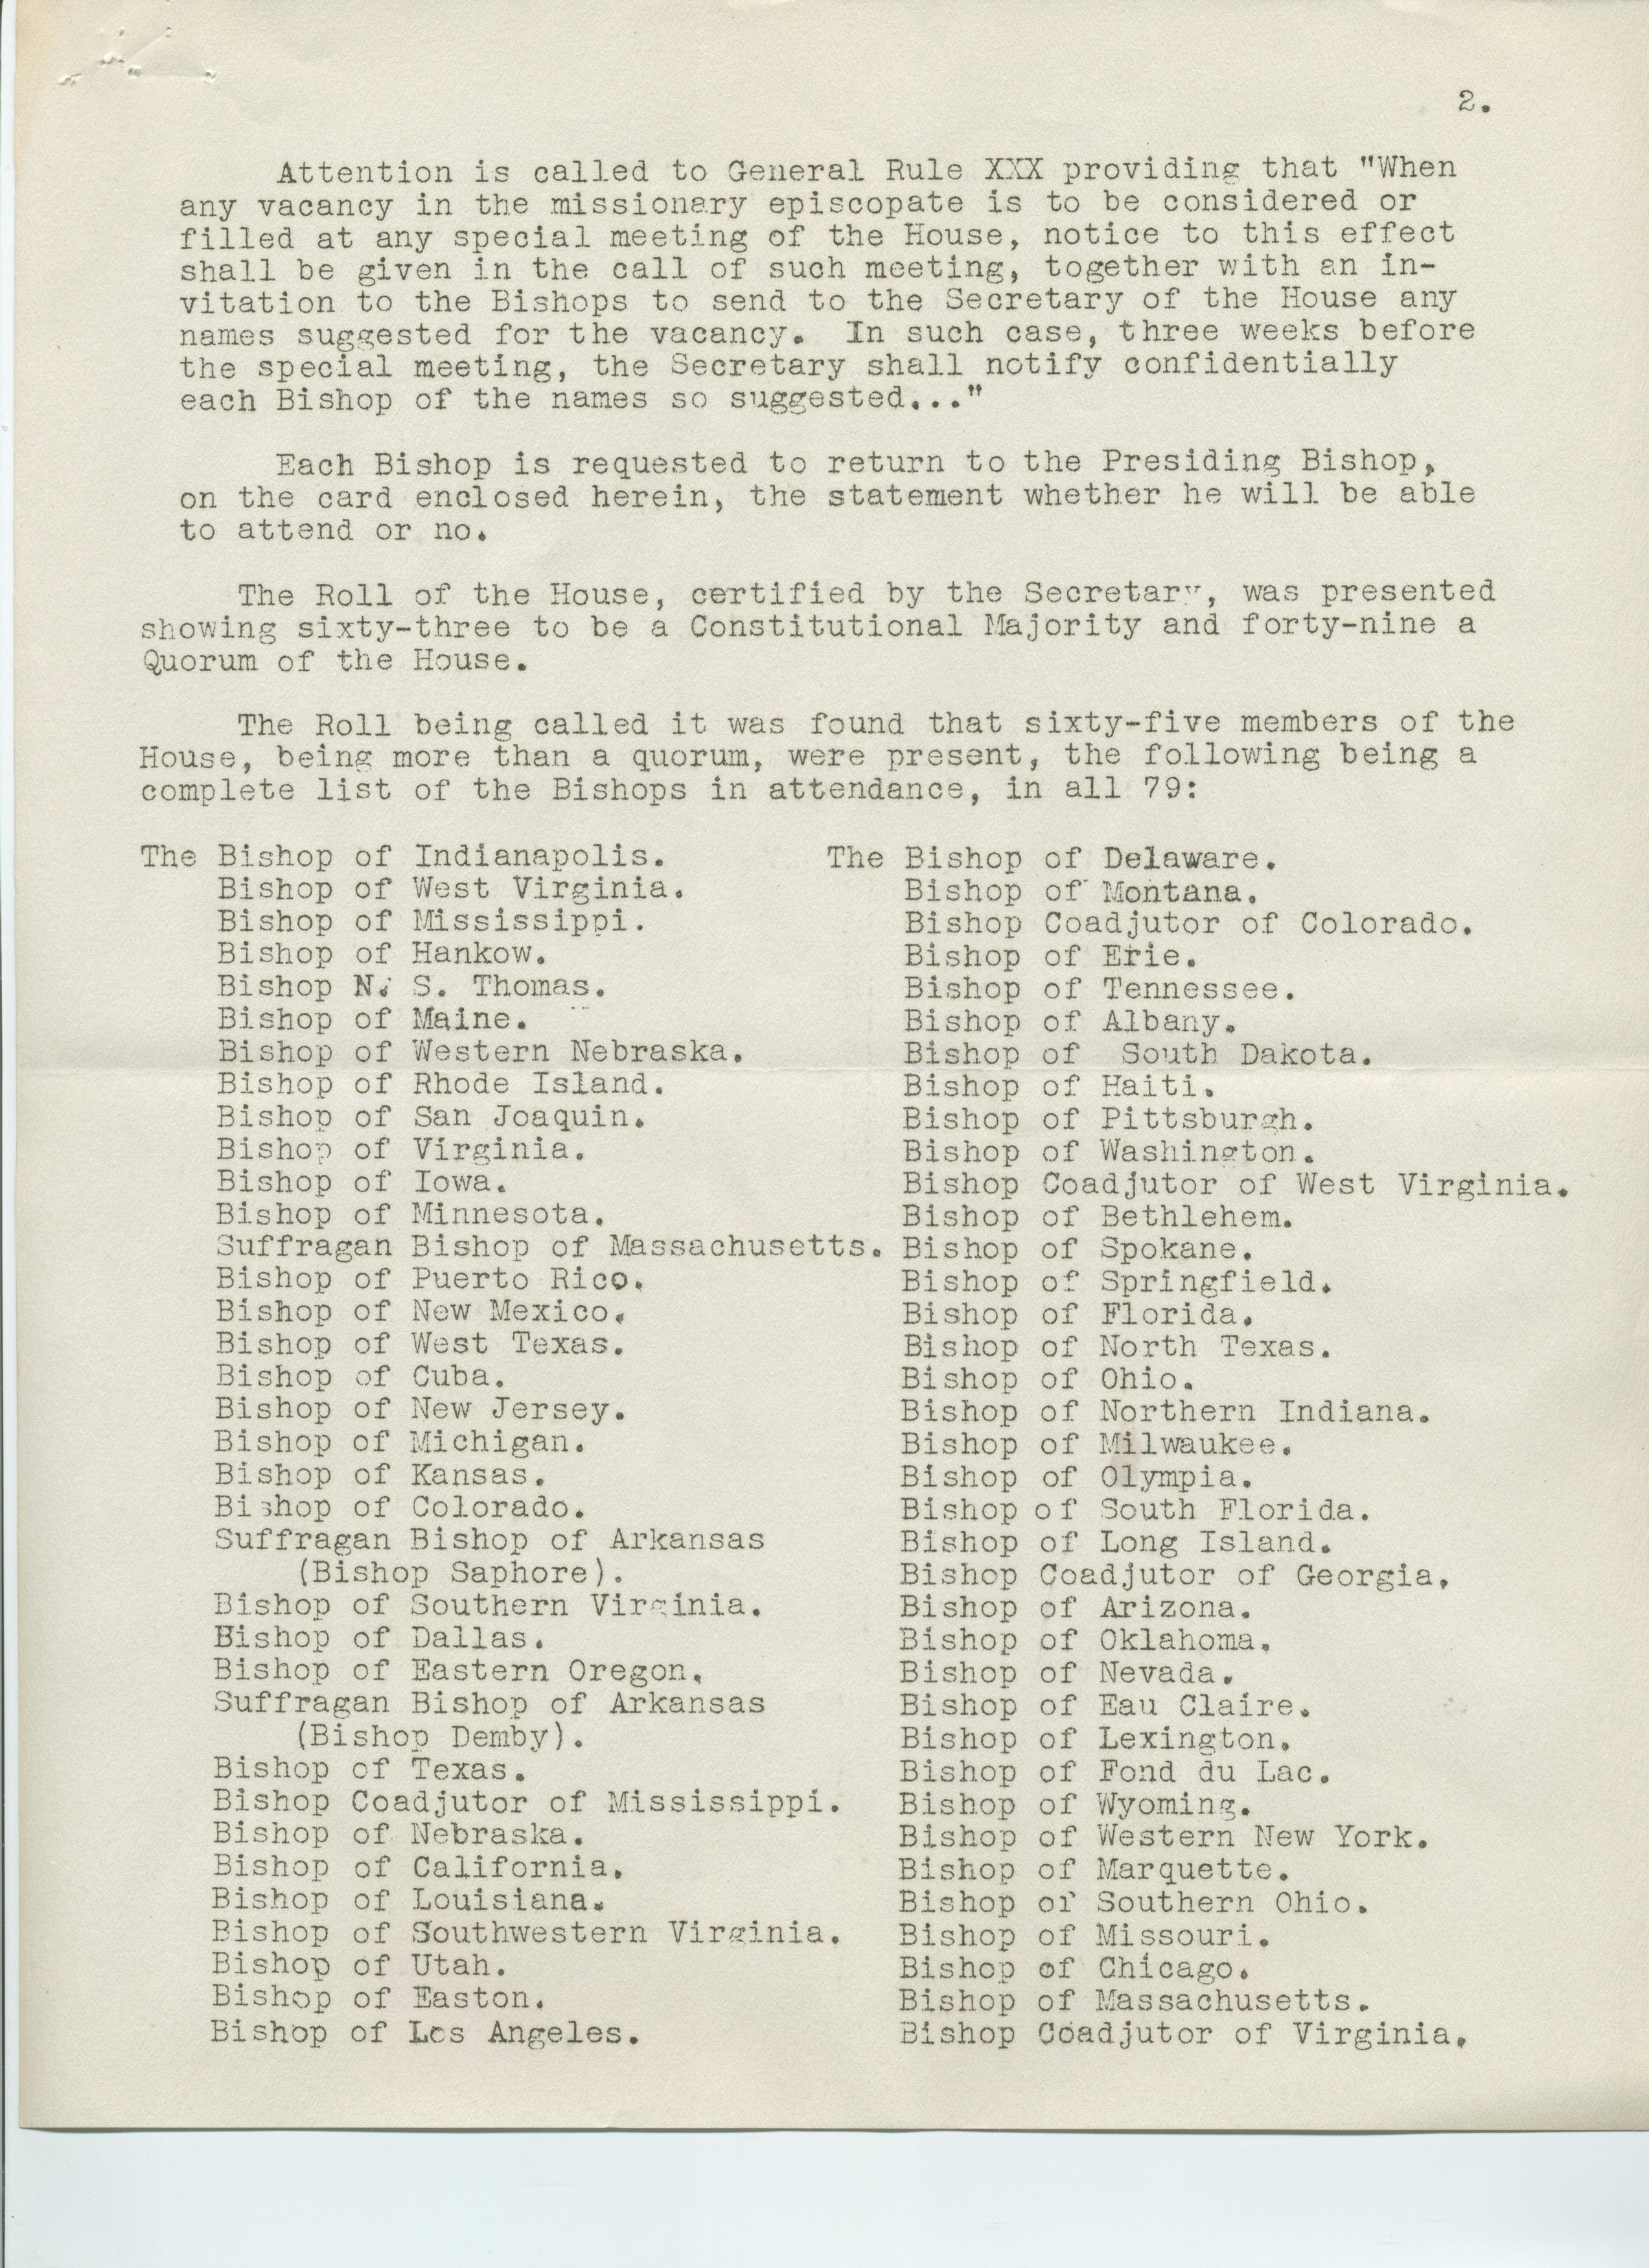 2.
Attention is called to General Rule XXX providing that "When
any vacancy in the missionary episcopate is to be considered or
filled at any special meeting of the House, notice to this effect
shall be given in the call of such meeting, together with an in-
vitation to the Bishops to send to the Secretary of the House any
names suggested for the vacancy. In such case, three weeks before
the special meeting, the Secretary shall notify confidentially
each Bishop of the names so suggested..."
Each Bishop is requested to return to the Presiding Bishop,
on the card enclosed herein, the statement whether he will be able
to attend or no.
The Roll of the House, certified by the Secretary, was presented
showing sixty-three to be a Constitutional Majority and forty-nine a
Quorum of the House.
The Roll being called it was found that sixty-five members of the
House, being more than a quorum, were present, the following being a
complete list of the Bishops in attendance, in all 79:
The Bishop of Indianapolis.
Bishop of West Virginia.
Bishop of Mississippi.
Bishop of Hankow.
Bishop N. S. Thomas.
Bishop of Maine.
Bishop of Western Nebraska.
Bishop of Rhode Island.
Bishop of San Joaquin.
Bishop of Virginia.
Bishop of Iowa.
Bishop of Minnesota.
Suffragan Bishop of Massachusetts.
Bishop of Puerto Rico.
Bishop of New Mexico.
Bishop of West Texas.
Bishop of Cuba.
Bishop of New Jersey.
Bishop of Michigan.
Bishop of Kansas.
Bishop of Colorado.
Suffragan Bishop of Arkansas
(Bishop Saphore).
Bishop of Southern Virginia.
Bishop of Dallas.
Bishop of Eastern Oregon.
Suffragan Bishop of Arkansas
(Bishop Demby).
Bishop of Texas.
Bishop Coadjutor of Mississippi.
Bishop of Nebraska.
Bishop of California.
Bishop of Louisiana.
Bishop of Southwestern Virginia.
Bishop of Utah.
Bishop of Easton.
Bishop of Los Angeles.
The Bishop of Delaware.
Bishop of Montana.
Bishop Coadjutor of Colorado.
Bishop of Erie.
Bishop of Tennessee.
Bishop of Albany.
Bishop of South Dakota.
Bishop of Haiti.
Bishop of Pittsburgh.
Bishop of Washington.
Bishop Coadjutor of West Virginia.
Bishop of Bethlehem.
Bishop of Spokane.
Bishop of Springfield.
Bishop of Florida.
Bishop of North Texas.
Bishop of Ohio.
Bishop of Northern Indiana.
Bishop of Milwaukee.
Bishop of Olympia.
Bishop of South Florida.
Bishop of Long Island.
Bishop Coadjutor of Georgia.
Bishop of Arizona.
Bishop of Oklahoma.
Bishop of Nevada.
Bishop of Eau Claire.
Bishop of Lexington.
Bishop of Fond du Lac.
Bishop of Wyoming.
Bishop of Western New York.
Bishop of Marquette.
Bishop of Southern Ohio.
Bishop of Missouri.
Bishop of Chicago.
Bishop of Massachusetts.
Bishop Coadjutor of Virginia.